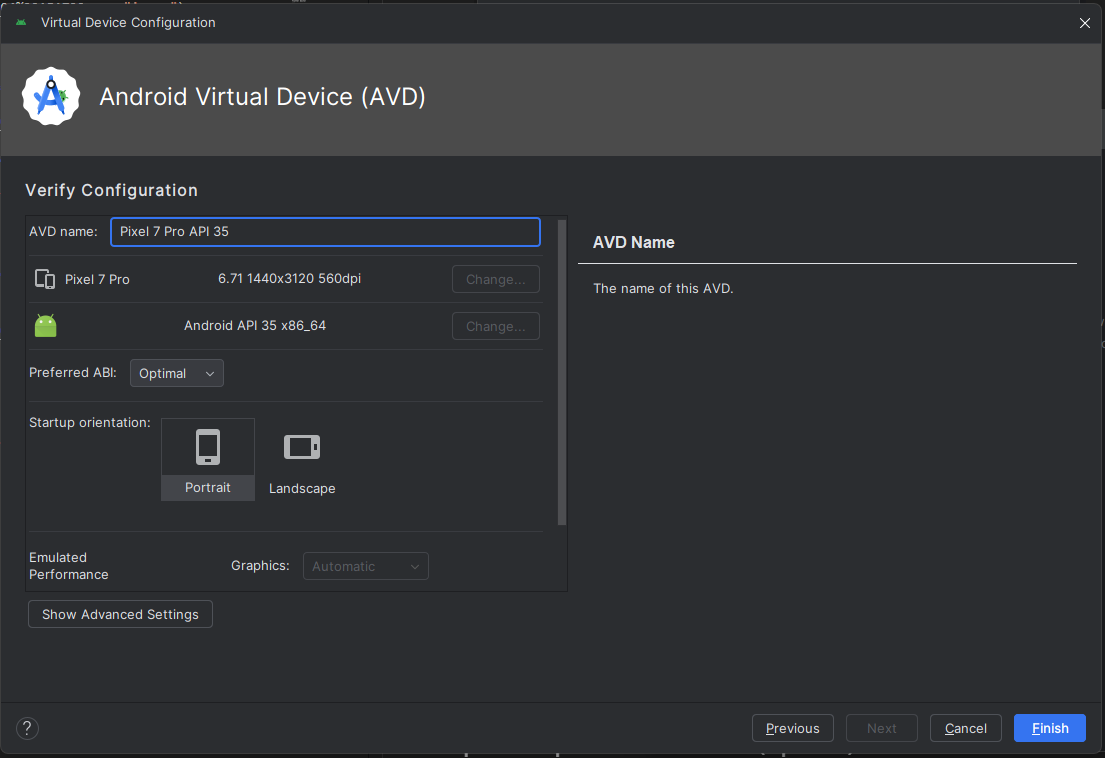 Virtual Device Configuration
Android Virtual Device (AVD)
Verify Configuration
AVD name: Pixel 7 Pro API 35
Pixel 7 Pro 6.71 1440x3120 560dpi Change...
Android API 35 x86_64 Change...
Preferred ABI: Optimal
Startup orientation:
Portrait
Landscape
Emulated
Performance
Graphics: Automatic
Show Advanced Settings
AVD Name
The name of this AVD.
?
Previous
Next
Cancel
Finish